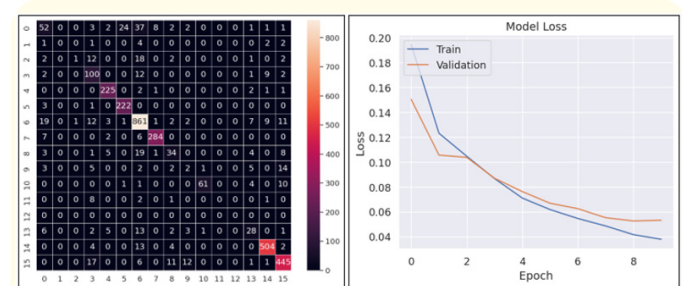 0 52 0 0 3 2 24 37 8 2 2 0 0 0 1 1 1
1 1 0 0 1 0 0 4 0 0 0 0 0 0 0 2 2
2 2 0 1 12 0 0 18 0 0 2 0 0 0 1 0 2
3 2 0 0 100 0 0 12 0 0 0 0 0 0 1 9 2
4 0 0 0 0 225 0 2 1 0 0 0 0 0 2 1 1
5 3 0 0 1 0 222 0 0 0 0 0 0 0 0 0 0
6 19 0 1 12 3 1 861 1 2 2 0 0 0 7 9 11
7 7 0 0 0 2 0 6 284 0 0 0 0 0 0 0 0
8 3 0 0 1 5 0 19 1 34 0 0 0 0 4 0 8
9 3 0 0 5 0 0 2 0 2 2 1 0 0 5 0 14
10 0 0 0 0 0 1 1 0 0 0 61 0 0 4 0 10
11 0 0 0 8 0 0 2 0 1 0 0 0 0 0 1 0
12 0 0 0 0 0 0 0 0 0 0 0 0 0 0 0 0
13 6 0 0 2 5 0 13 0 2 3 1 0 0 28 0 1
14 0 0 0 4 0 0 13 0 4 0 0 0 0 0 504 2
15 0 0 0 17 0 0 6 0 11 12 0 0 0 1 1 445
0 1 2 3 4 5 6 7 8 9 10 11 12 13 14 15
800
700
600
500
400
300
200
100
0
Model Loss
Train
Validation
0.20
0.18
0.16
0.14
0.12
0.10
0.08
0.06
0.04
Loss
0 2 4 6 8
Epoch